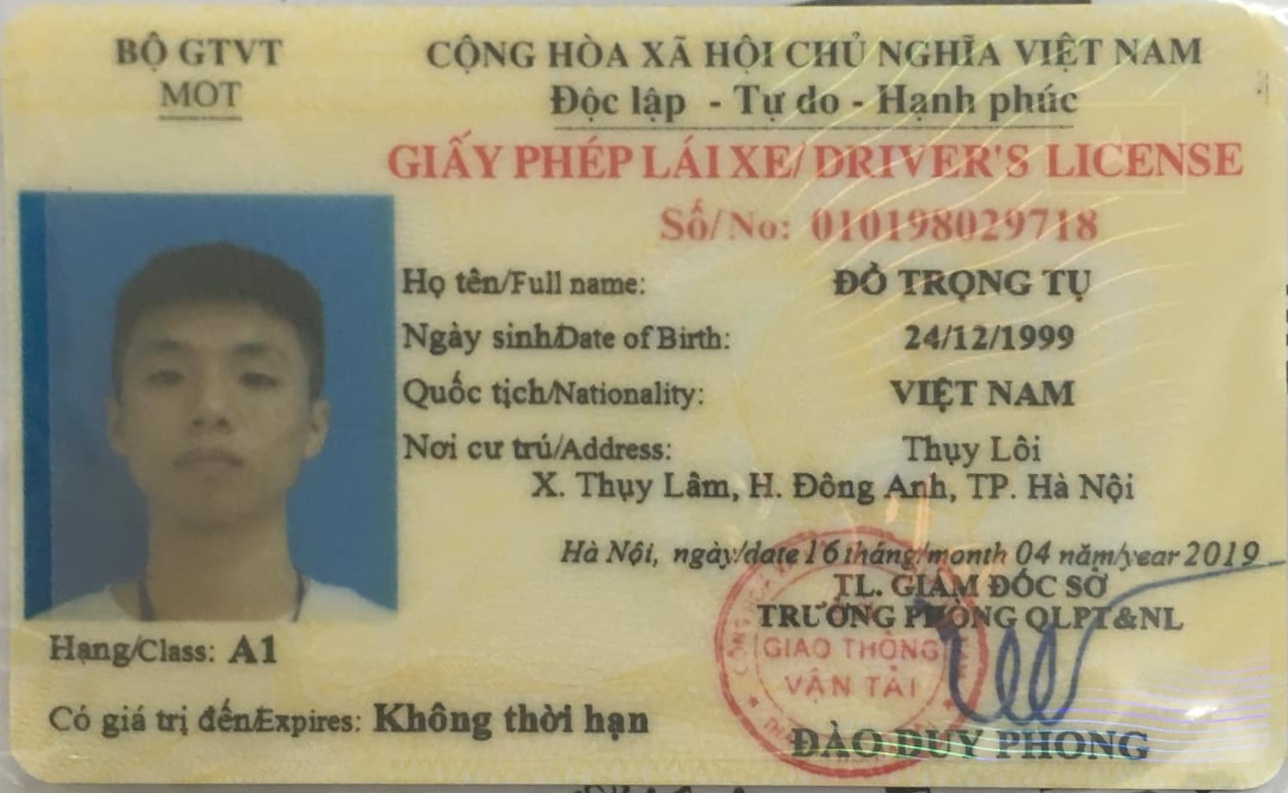 BỘ GTVT
MOT
CỘNG HÒA XÃ HỘI CHỦ NGHĨA VIỆT NAM
Độc lập - Tự do - Hạnh phúc
GIẤY PHÉP LÁI XE/ DRIVER'S LICENSE
Số/No: 010198029718
Họ tên/Full name: ĐỖ TRỌNG TỤ
Ngày sinh/Date of Birth: 24/12/1999
Quốc tịch/Nationality: VIỆT NAM
Nơi cư trú/Address: Thụy Lôi
X. Thụy Lâm, H. Đông Anh, TP. Hà Nội
Hà Nội, ngày/date 16 tháng/month 04 năm/year 2019
TL. GIÁM ĐỐC SỞ
TRƯỞNG PHÒNG QLPT&NL
GIAO THÔNG
VẬN TẢI
ĐÀO DUY PHONG
Hạng/Class: A1
Có giá trị đến/Expires: Không thời hạn